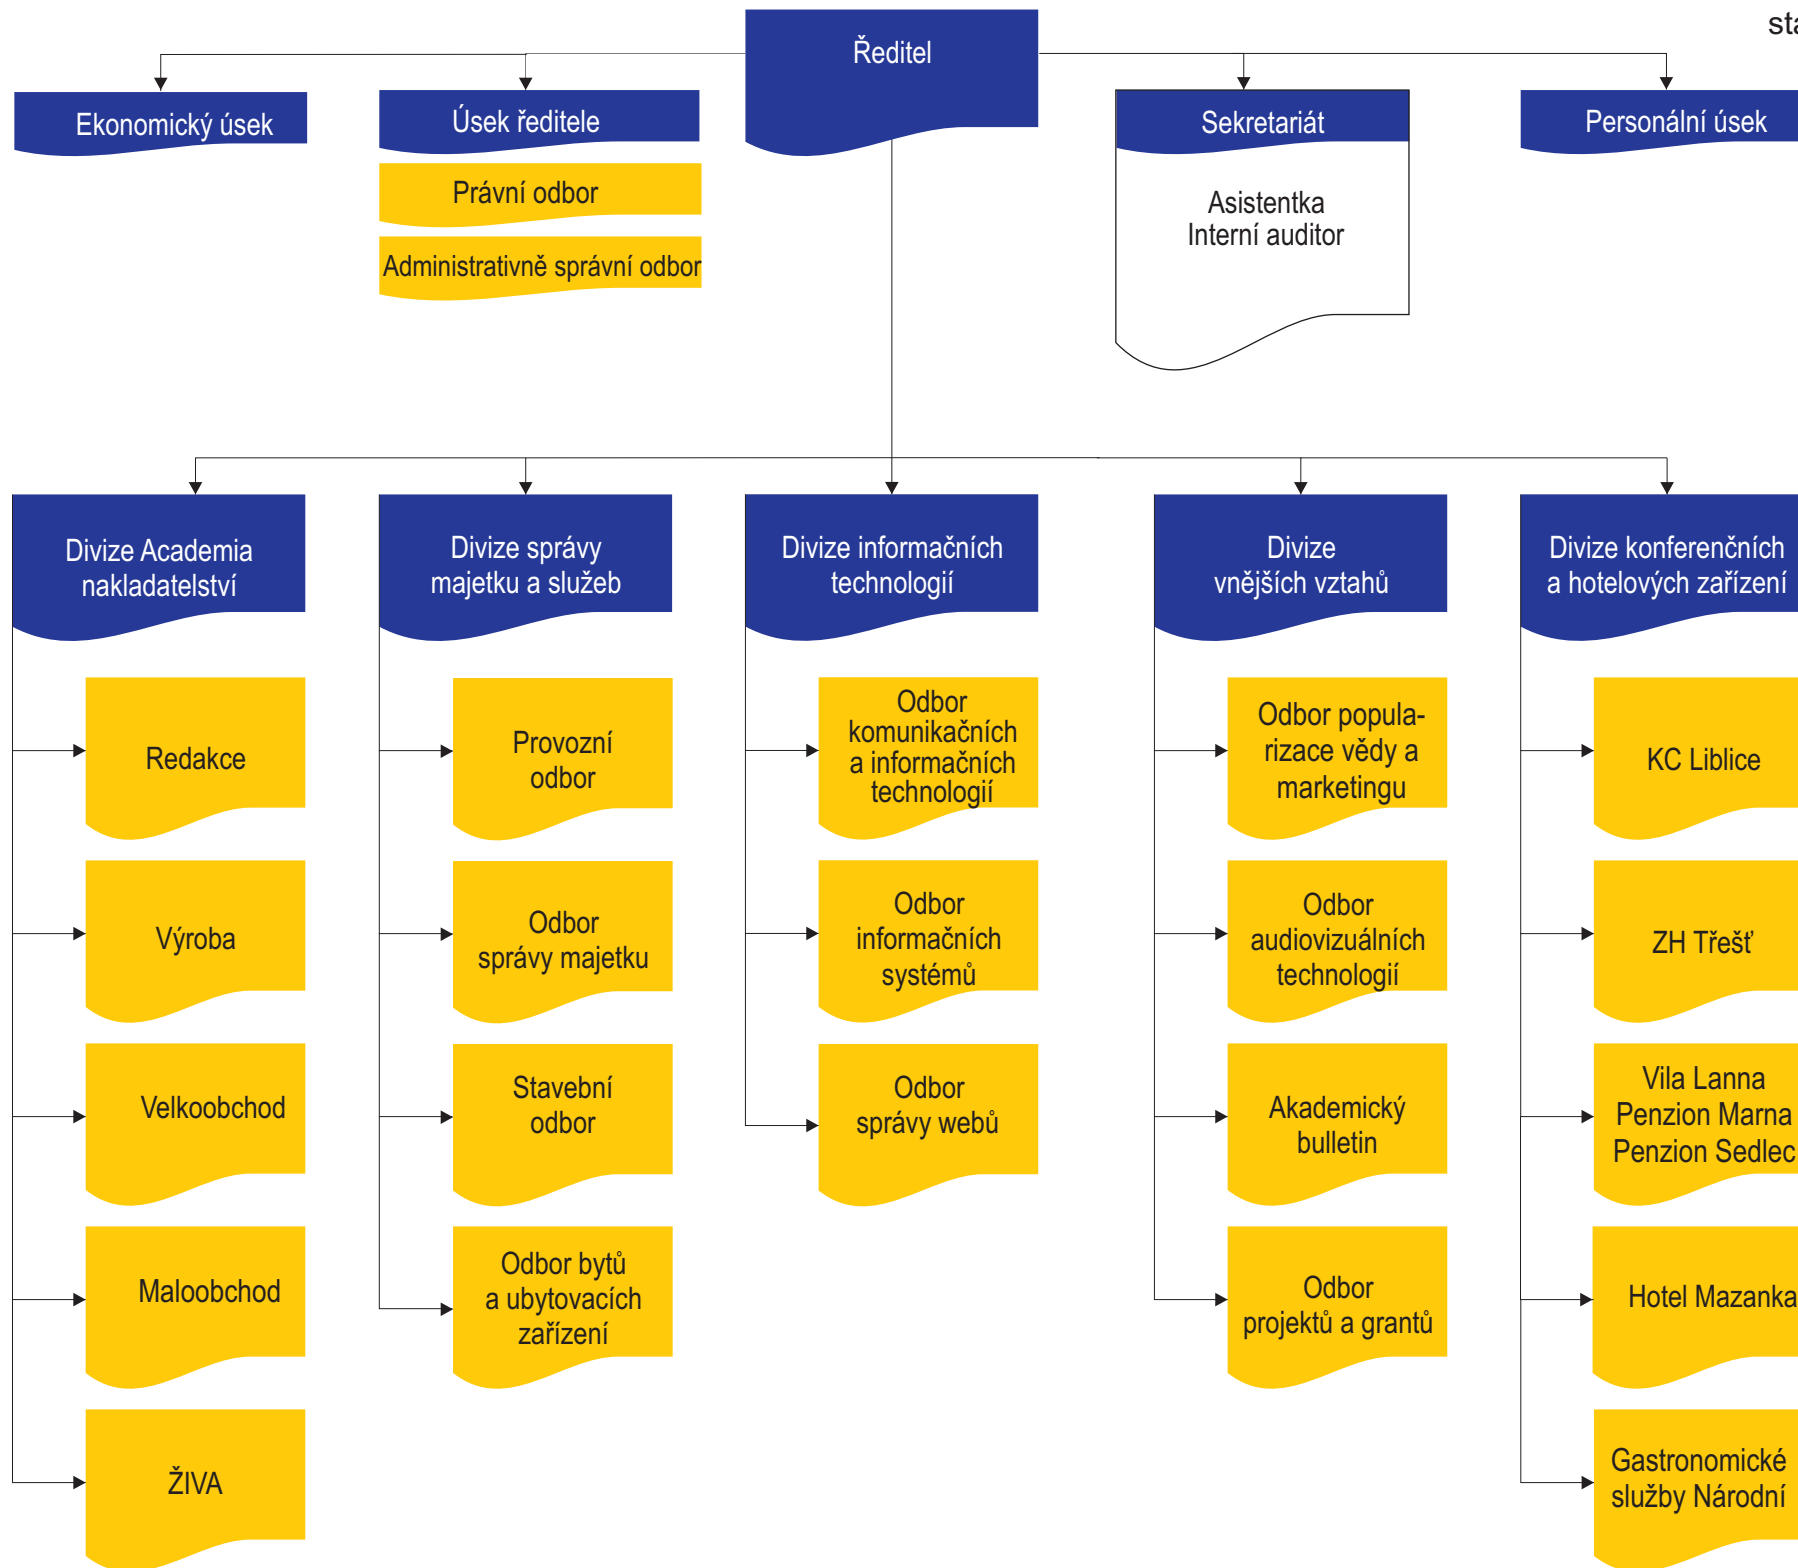 sta
Ředitel
Ekonomický úsek
Úsek ředitele
Sekretariát
Personální úsek
Právní odbor
Administrativně správní odbor
Asistentka
Interní auditor
Divize Academia
nakladatelství
Divize správy
majetku a služeb
Divize informačních
technologií
Divize
vnějších vztahů
Divize konferenčních
a hotelových zařízení
Redakce
Výroba
Velkoobchod
Maloobchod
ŽIVA
Provozní
odbor
Odbor
správy majetku
Stavební
odbor
Odbor bytů
a ubytovacích
zařízení
Odbor
komunikačních
a informačních
technologií
Odbor
informačních
systémů
Odbor
správy webů
Odbor popula-
rizace vědy a
marketingu
Odbor
audiovizuálních
technologií
Akademický
bulletin
Odbor
projektů a grantů
KC Liblice
ZH Třešť
Vila Lanna
Penzion Marna
Penzion Sedlec
Hotel Mazanka
Gastronomické
služby Národní